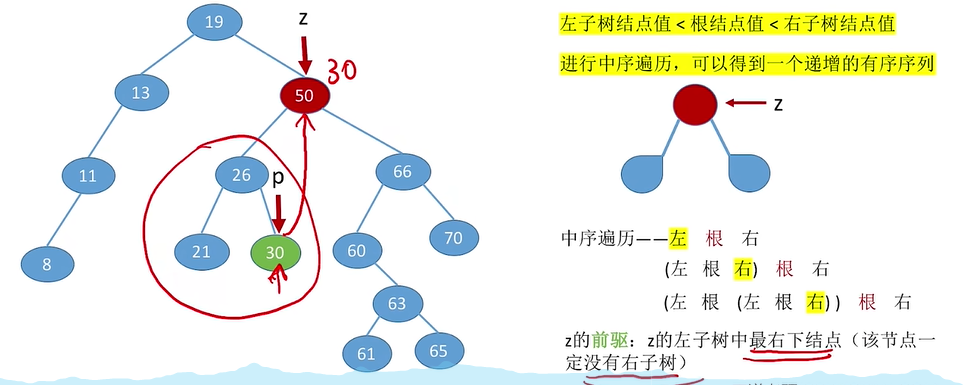 19
z
50
30
13
11
26
p
66
21
30
60
70
8
63
61
65
左子树结点值 < 根结点值 < 右子树结点值
进行中序遍历，可以得到一个递增的有序序列
z
中序遍历——左 根 右
(左 根 右) 根 右
(左 根 (左 根 右) ) 根 右
z的前驱：z的左子树中最右下结点（该节点一
定没有右子树）